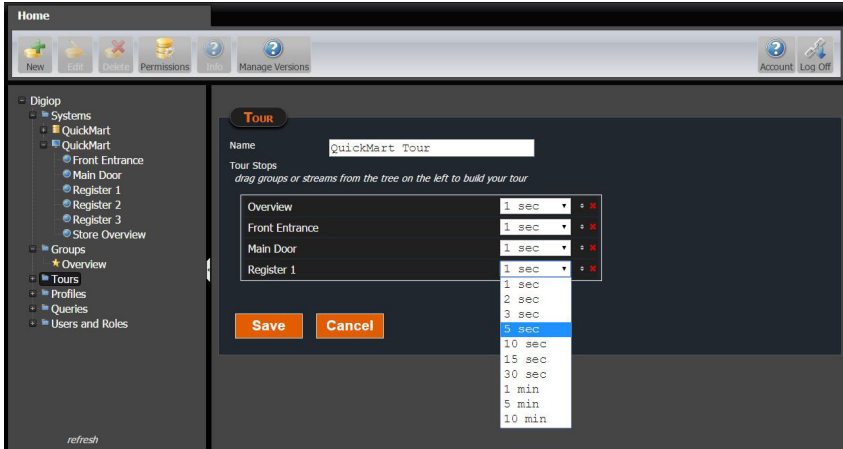 Home
New Edit Delete Permissions Info Manage Versions Account Log Off
Digiop
Systems
QuickMart
QuickMart
Front Entrance
Main Door
Register 1
Register 2
Register 3
Store Overview
Groups
Overview
Tours
Profiles
Queries
Users and Roles
refresh
Tour
Name QuickMart Tour
Tour Stops
drag groups or streams from the tree on the left to build your tour
Overview 1 sec
Front Entrance 1 sec
Main Door 1 sec
Register 1 1 sec
1 sec
2 sec
3 sec
5 sec
10 sec
15 sec
30 sec
1 min
5 min
10 min
Save Cancel